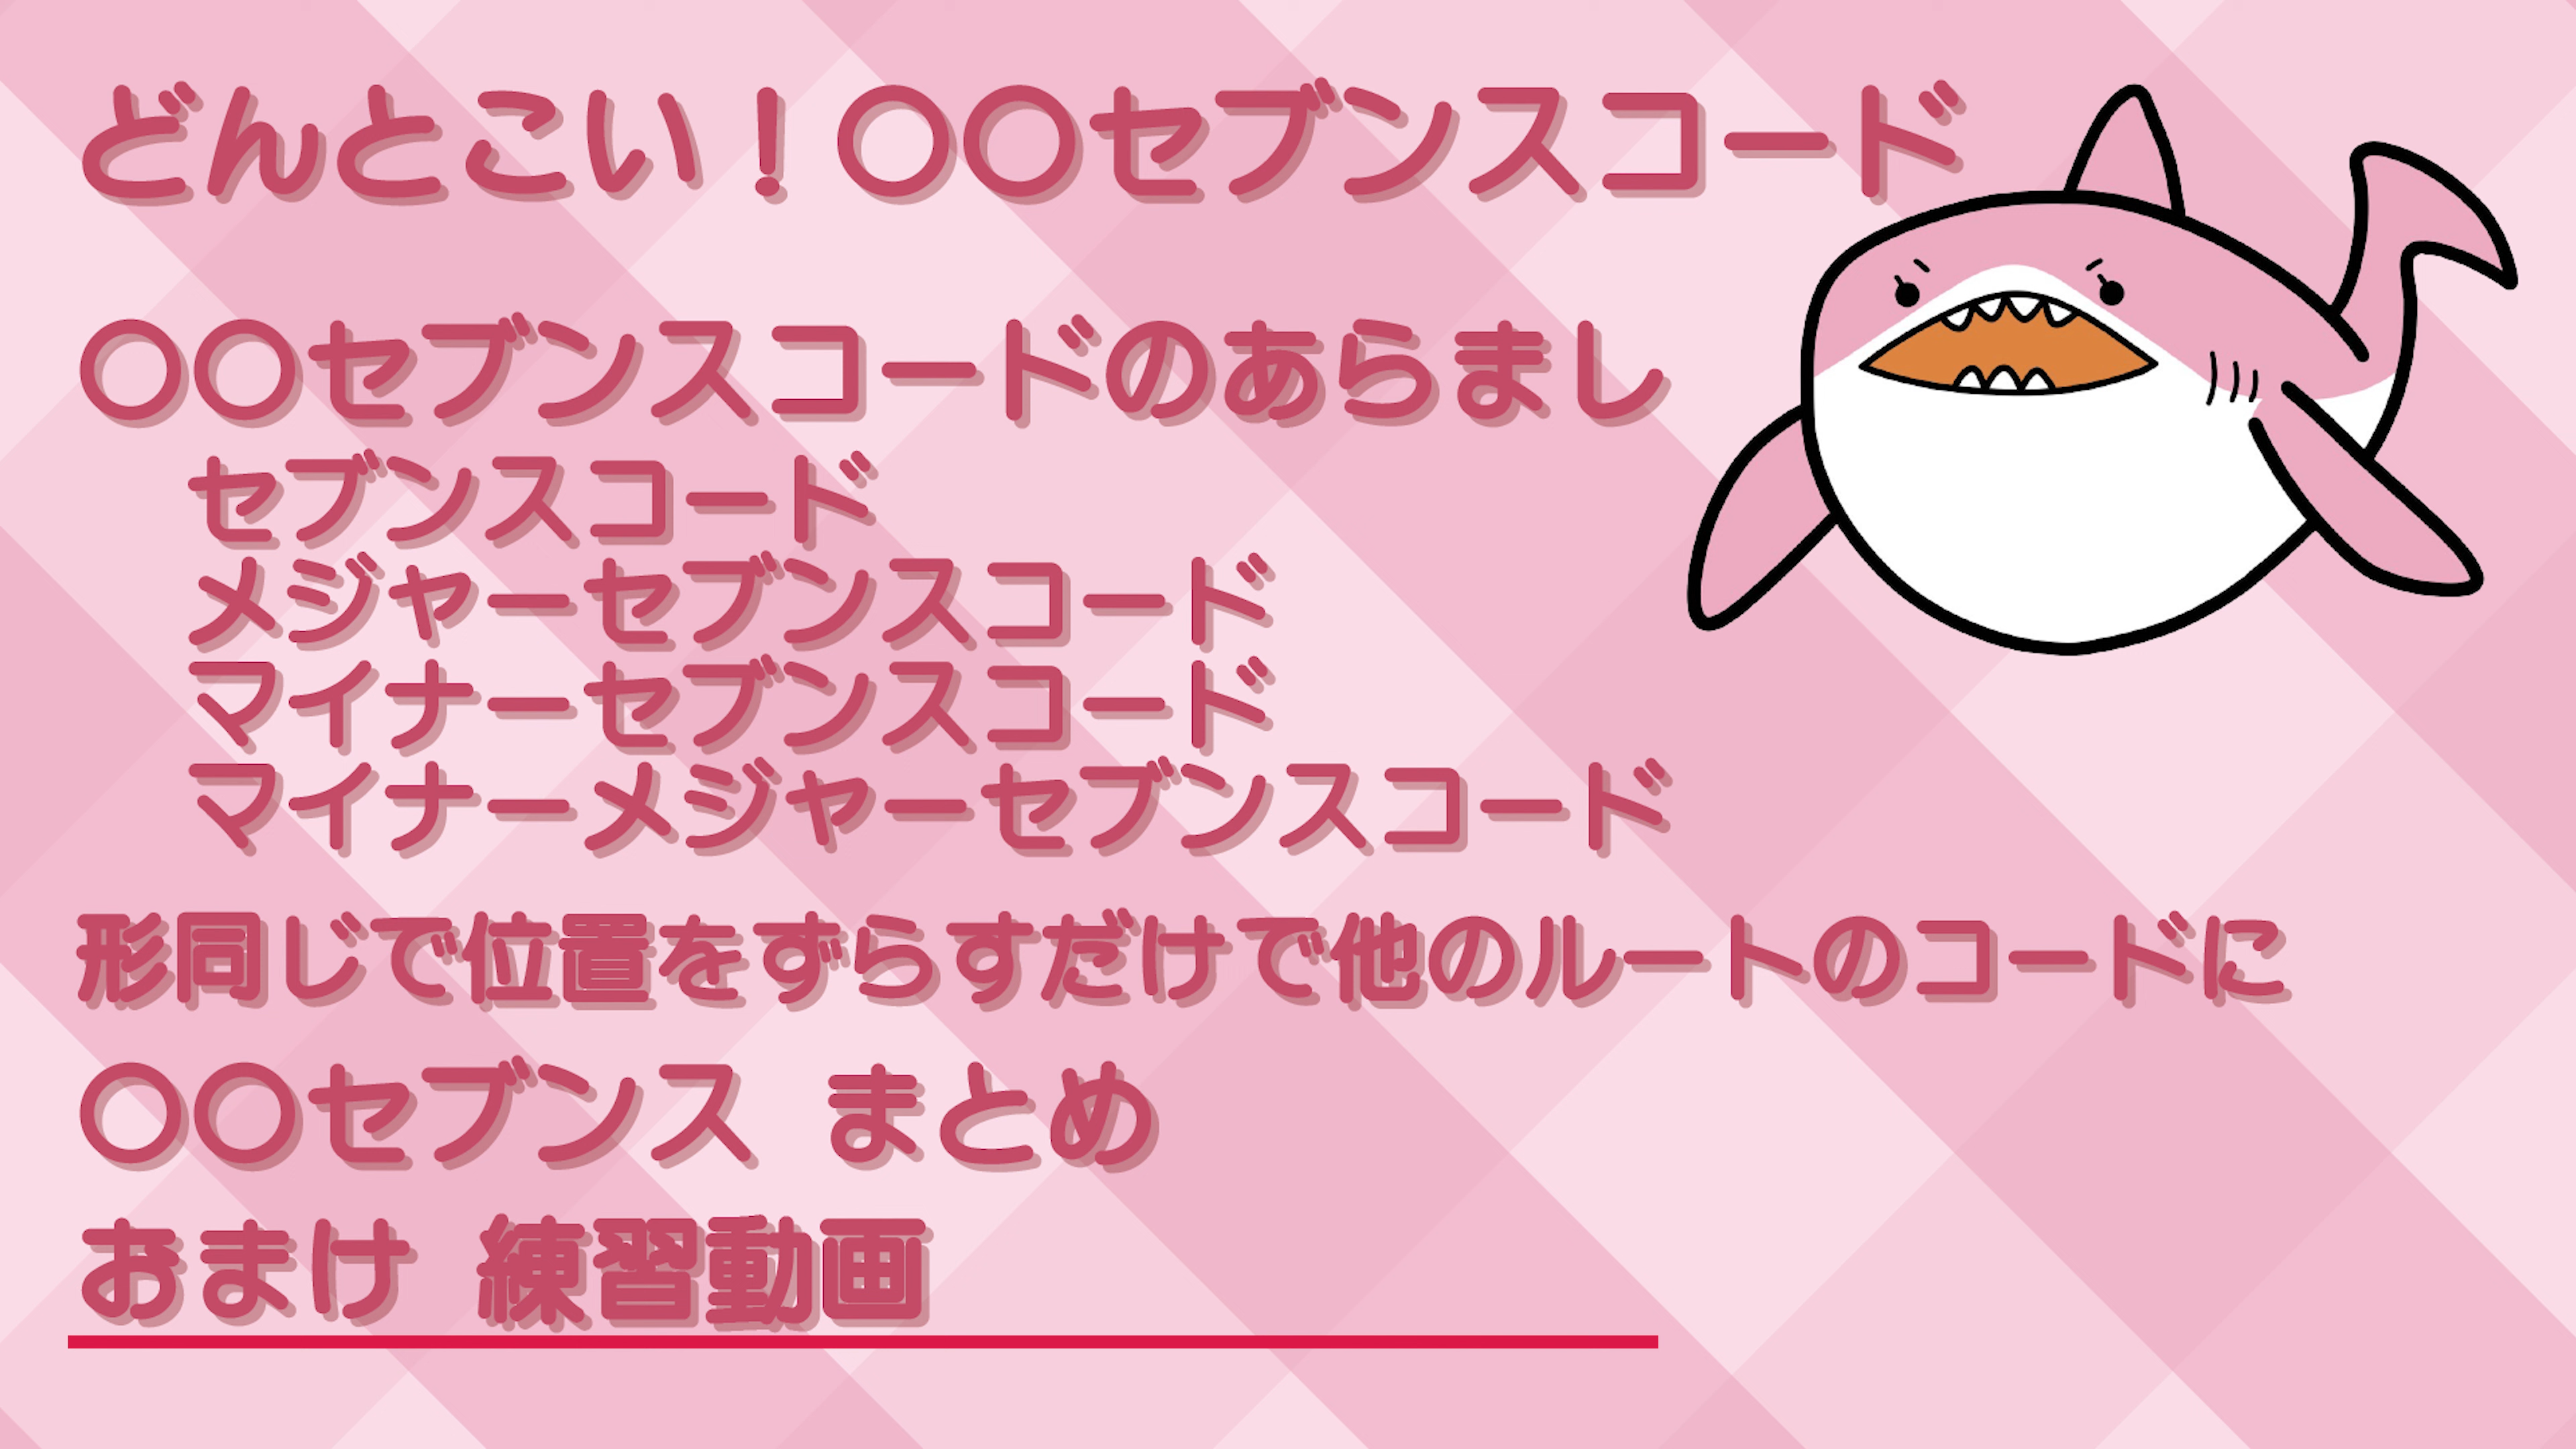 どんとこい！〇〇セブンスコード
〇〇セブンスコードのあらまし
セブンスコード
メジャーセブンスコード
マイナーセブンスコード
マイナーメジャーセブンスコード
形同じで位置をずらすだけで他のルートのコードに
〇〇セブンス まとめ
おまけ 練習動画